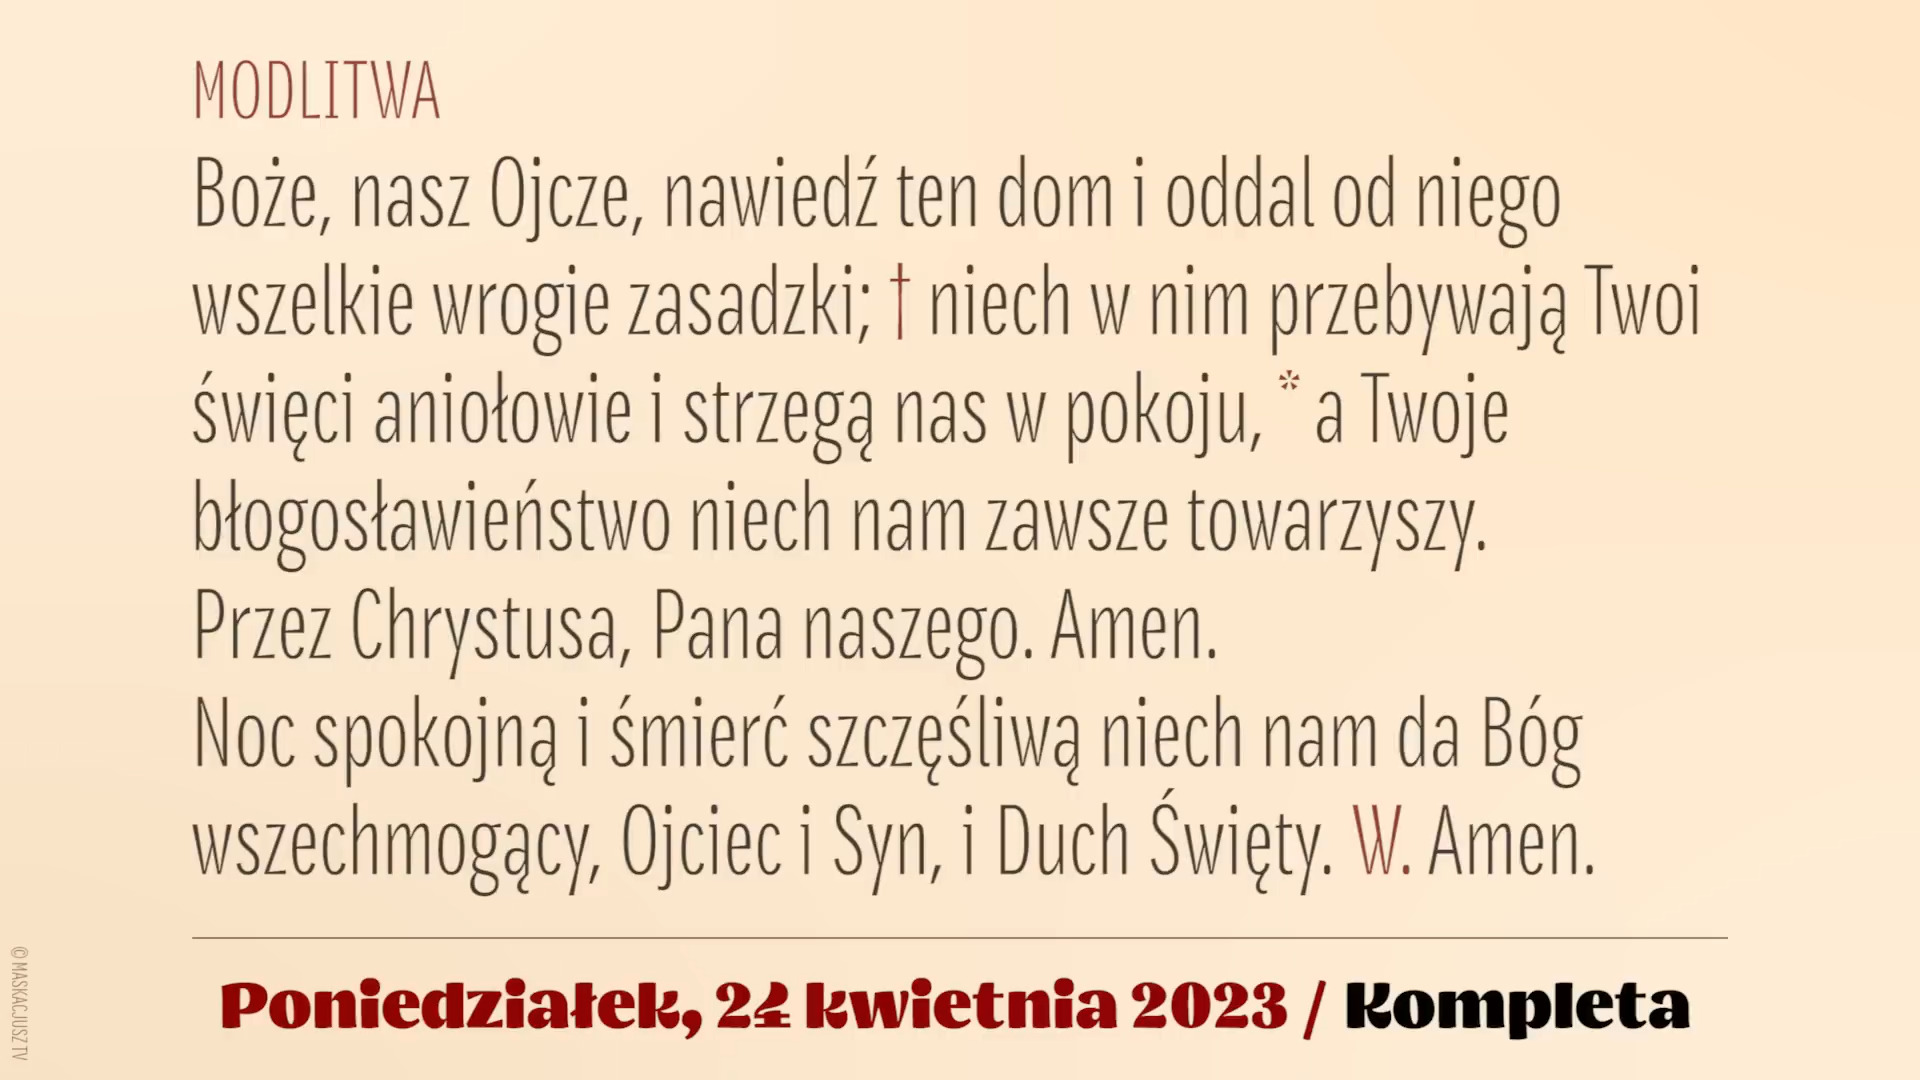 MODLITWA
Boże, nasz Ojcze, nawiedź ten dom i oddal od niego
wszelkie wrogie zasadzki; † niech w nim przebywają Twoi
święci aniołowie i strzegą nas w pokoju, * a Twoje
błogosławieństwo niech nam zawsze towarzyszy.
Przez Chrystusa, Pana naszego. Amen.
Noc spokojną i śmierć szczęśliwą niech nam da Bóg
wszechmogący, Ojciec i Syn, i Duch Święty. W. Amen.
Poniedziałek, 24 kwietnia 2023 / Kompleta
© MASKACJUSZ TV